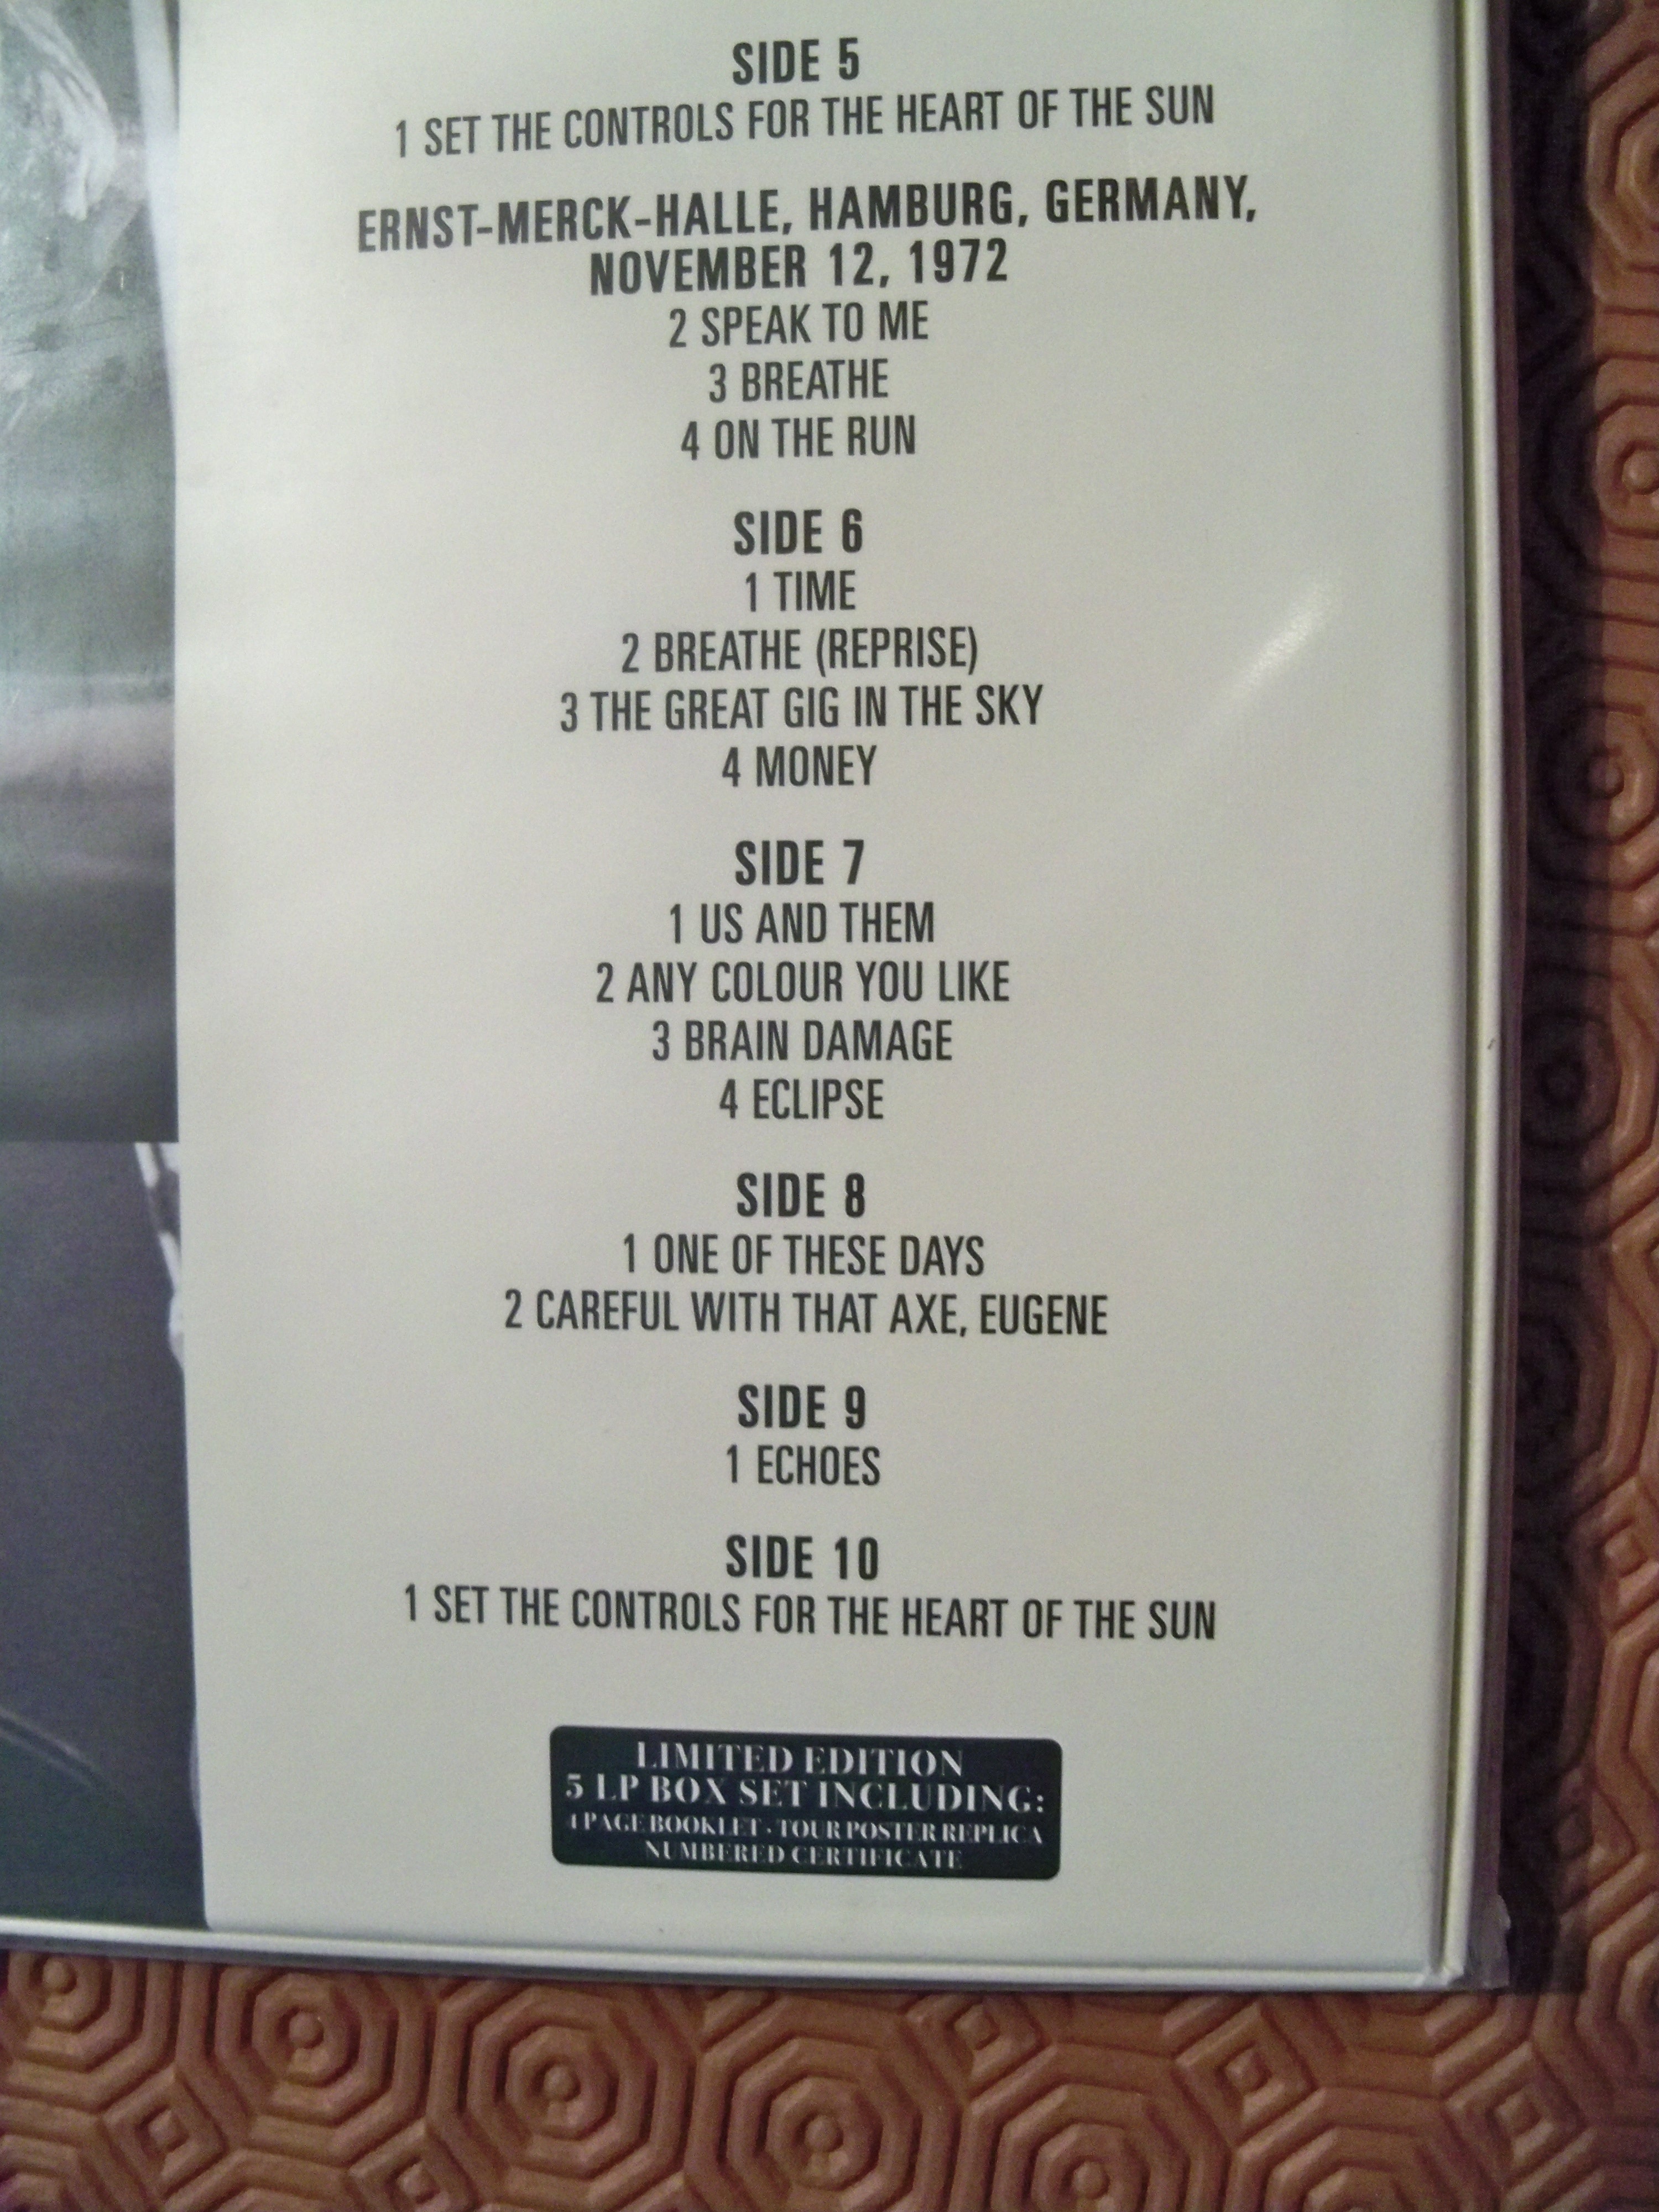 SIDE 5
1 SET THE CONTROLS FOR THE HEART OF THE SUN
ERNST-MERCK-HALLE, HAMBURG, GERMANY,
NOVEMBER 12, 1972
2 SPEAK TO ME
3 BREATHE
4 ON THE RUN
SIDE 6
1 TIME
2 BREATHE (REPRISE)
3 THE GREAT GIG IN THE SKY
4 MONEY
SIDE 7
1 US AND THEM
2 ANY COLOUR YOU LIKE
3 BRAIN DAMAGE
4 ECLIPSE
SIDE 8
1 ONE OF THESE DAYS
2 CAREFUL WITH THAT AXE, EUGENE
SIDE 9
1 ECHOES
SIDE 10
1 SET THE CONTROLS FOR THE HEART OF THE SUN
LIMITED EDITION
5 LP BOX SET INCLUDING:
4 PAGE BOOKLET · TOUR POSTER REPLICA
NUMBERED CERTIFICATE